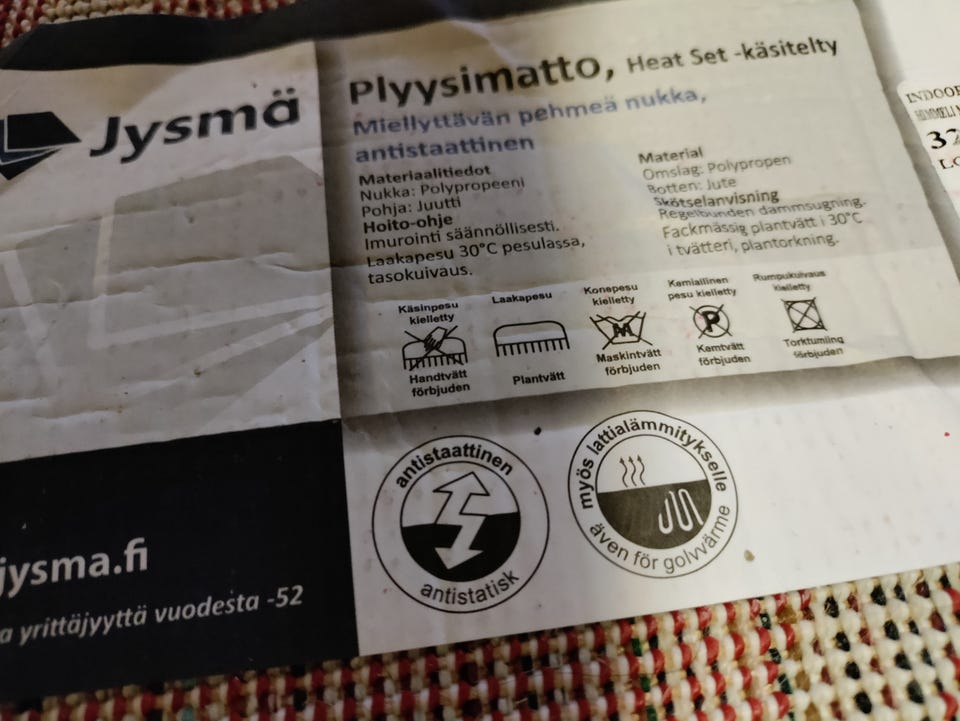 Jysmä
Plyysimatto, Heat Set -käsitelty
Miellyttävän pehmeä nukka,
antistaattinen
Materiaalitiedot
Nukka: Polypropeeni
Pohja: Juutti
Hoito-ohje
Imurointi säännöllisesti.
Laakapesu 30°C pesulassa,
tasokuivaus.
Material
Omslag: Polypropen
Botten: Jute
Skötselanvisning
Regelbunden dammsugning.
Fackmässig plantvätt i 30°C
i tvätteri, plantorkning.
Käsinpesu
kielletty
Handtvätt
förbjuden
Laakapesu
Plantvätt
Konepesu
kielletty
M
Maskintvätt
förbjuden
Kemiallinen
pesu kielletty
P
Kemtvätt
förbjuden
Rumpukuivaus
kielletty
Torktumling
förbjuden
antistaattinen
antistatisk
myös lattialämmitykselle
även för golvvärme
jysma.fi
a yrittäjyyttä vuodesta -52
INDOOR
HIMMELI
32